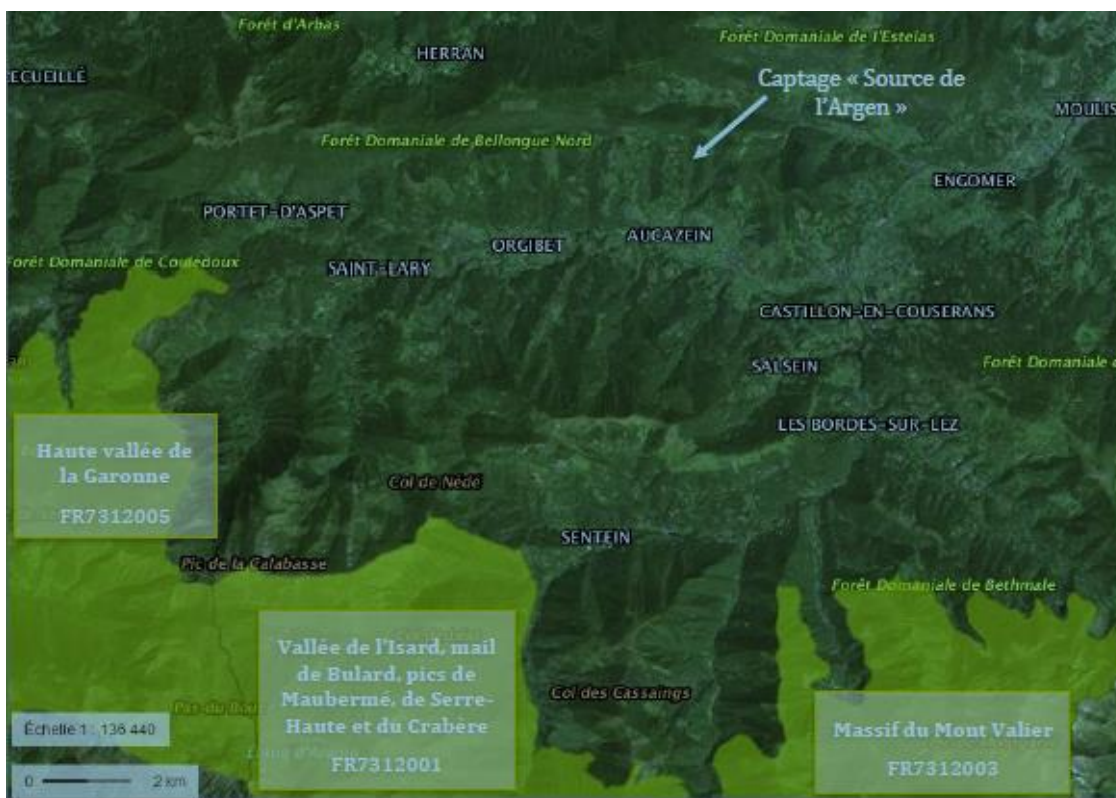 Forêt d'Arbas
Forêt Domaniale de l'Estelas
HERRAN
ECUEILLÉ
Captage « Source de
l'Argen »
MOULIS
Forêt Domaniale de Bellongue Nord
ENGOMER
PORTET-D'ASPET
AUCAZEIN
ORGIBET
Forêt Domaniale de Couledoux
SAINT-LARY
CASTILLON-EN-COUSERANS
SALSEIN
Forêt Domaniale
LES BORDES-SUR-LEZ
Haute vallée de
la Garonne
FR7312005
Col de Nédé
SENTEIN
Pic de la Calabasse
Forêt Domaniale de Bethmale
Vallée de l'Isard, mail
de Bulard, pics de
Maubermé, de Serre-
Haute et du Crabère
FR7312001
Col des Cassaings
Massif du Mont Valier
FR7312003
Échelle 1 : 136 440
0 2 km